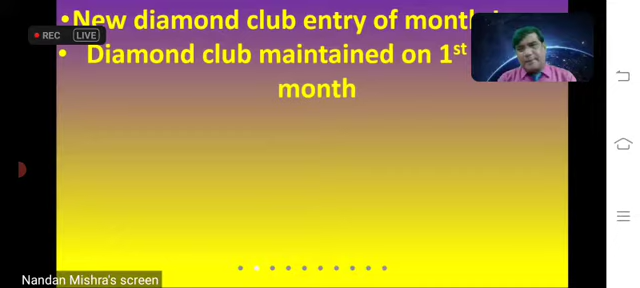 •New diamond club entry of month
REC LIVE
• Diamond club maintained on 1st
month
Nandan Mishra's screen